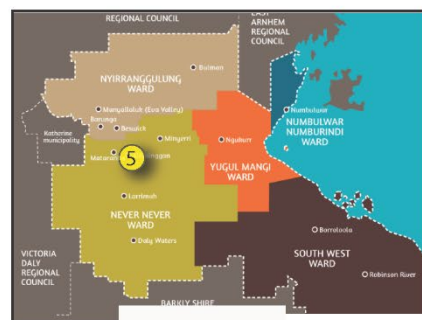 REGIONAL COUNCIL
EAST
ARNHEM
REGIONAL
COUNCIL
Bulman
NYIRRANGGULUNG
WARD
Manyallaluk (Eva Valley)
Barunga
Beswick
Katherine
municipality
Numbulwar
NUMBULWAR
NUMBURINDI
WARD
Minyerri
Ngukurr
5
YUGUL MANGI
WARD
Larrimah
NEVER NEVER
WARD
Daly Waters
VICTORIA
DALY
REGIONAL
COUNCIL
Borroloola
SOUTH WEST
WARD
Robinson River
BARKLY SHIRE